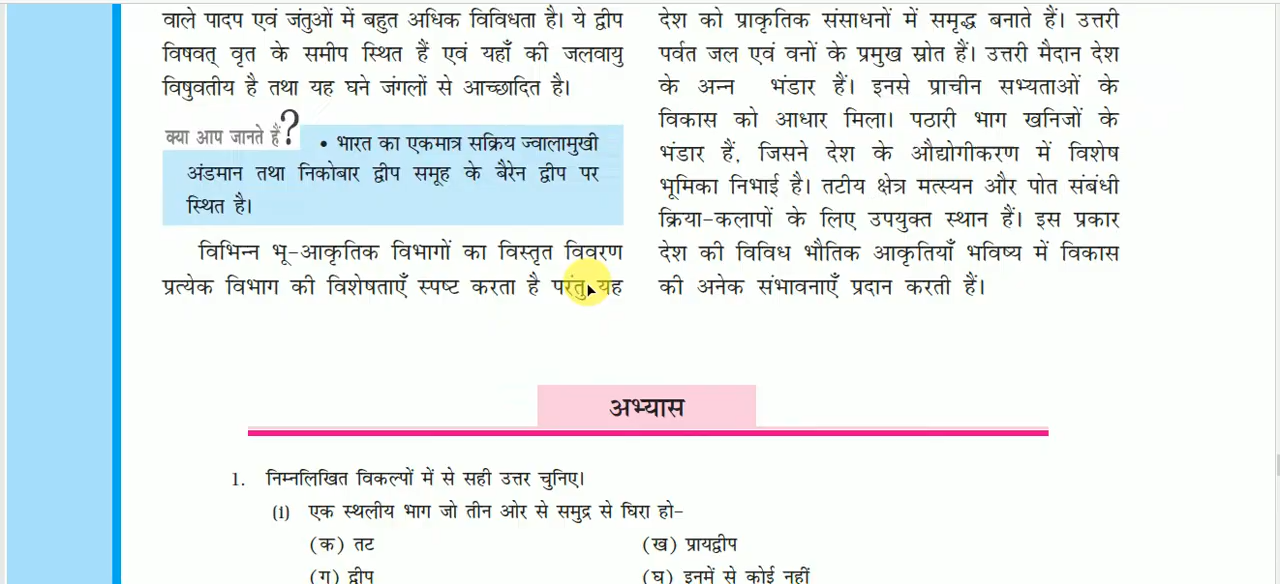 वाले पादप एवं जंतुओं में बहुत अधिक विविधता है। ये द्वीप
विषवत् वृत के समीप स्थित हैं एवं यहाँ की जलवायु
विषुवतीय है तथा यह घने जंगलों से आच्छादित है।
क्या आप जानते हैं?
• भारत का एकमात्र सक्रिय ज्वालामुखी
अंडमान तथा निकोबार द्वीप समूह के बैरेन द्वीप पर
स्थित है।
विभिन्न भू-आकृतिक विभागों का विस्तृत विवरण
प्रत्येक विभाग की विशेषताएँ स्पष्ट करता है परंतु यह
देश को प्राकृतिक संसाधनों में समृद्ध बनाते हैं। उत्तरी
पर्वत जल एवं वनों के प्रमुख स्रोत हैं। उत्तरी मैदान देश
के अन्न भंडार हैं। इनसे प्राचीन सभ्यताओं के
विकास को आधार मिला। पठारी भाग खनिजों के
भंडार हैं, जिसने देश के औद्योगीकरण में विशेष
भूमिका निभाई है। तटीय क्षेत्र मत्स्यन और पोत संबंधी
क्रिया-कलापों के लिए उपयुक्त स्थान हैं। इस प्रकार
देश की विविध भौतिक आकृतियाँ भविष्य में विकास
की अनेक संभावनाएँ प्रदान करती हैं।
अभ्यास
1. निम्नलिखित विकल्पों में से सही उत्तर चुनिए।
(i) एक स्थलीय भाग जो तीन ओर से समुद्र से घिरा हो-
(क) तट (ख) प्रायद्वीप
(ग) द्वीप (घ) इनमें से कोई नहीं